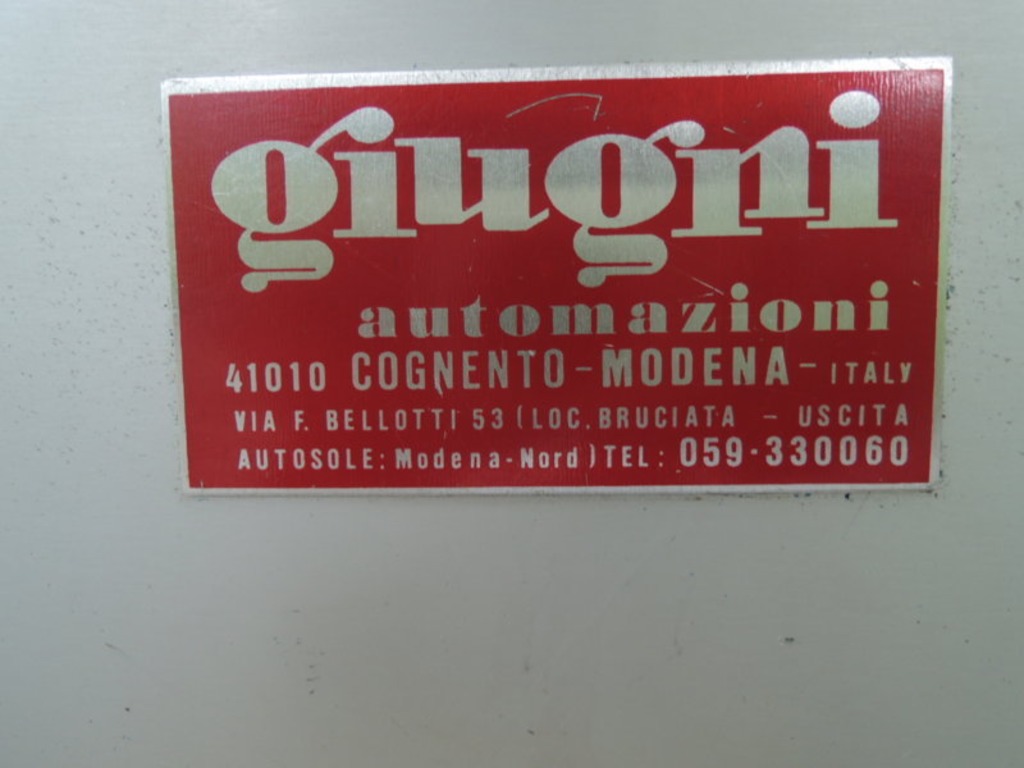 giugni
automazioni
41010 COGNENTO - MODENA - ITALY
VIA F. BELLOTTI 53 (LOC. BRUCIATA - USCITA
AUTOSOLE: Modena-Nord) TEL: 059·330060